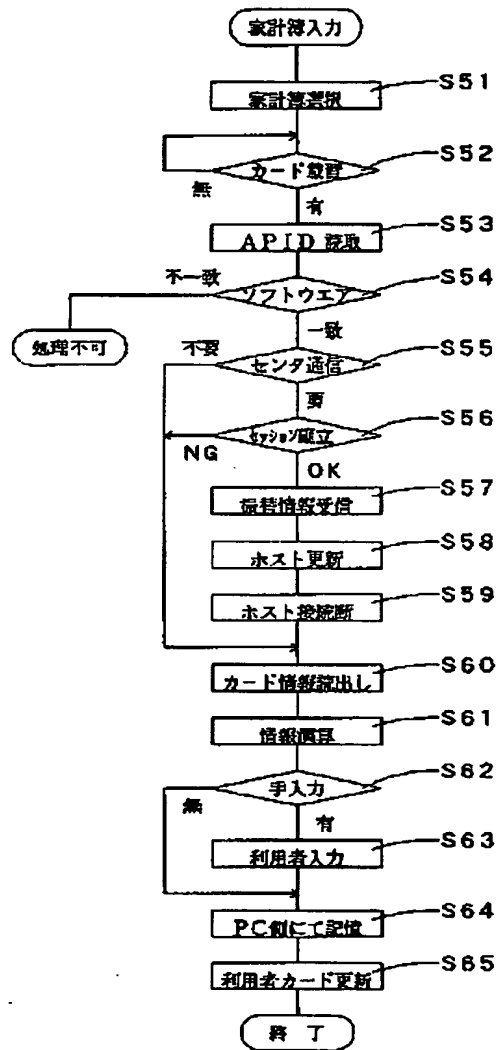 家計簿入力
家計簿選択
S51
カード載置
S52
無
有
APID 読取
S53
不一致
ソフトウエア
S54
一致
処理不可
不要
センタ通信
S55
要
セッション確立
S56
NG
OK
振替情報受信
S57
ホスト更新
S58
ホスト接続断
S59
カード情報読出し
S60
情報演算
S61
手入力
S62
無
有
利用者入力
S63
PC側にて記憶
S64
利用者カード更新
S65
終了